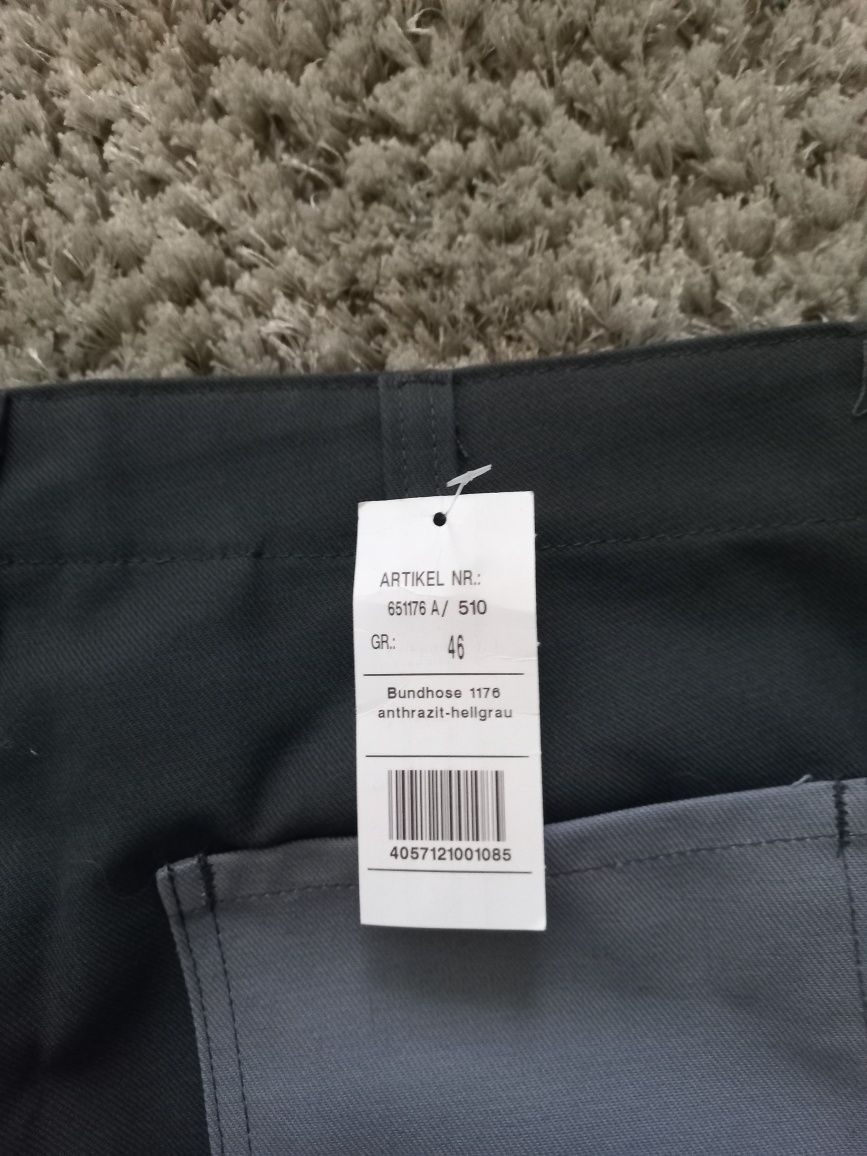 ARTIKEL NR.:
651176 A/ 510
GR.: 46
Bundhose 1176
anthrazit-hellgrau
4057121001085